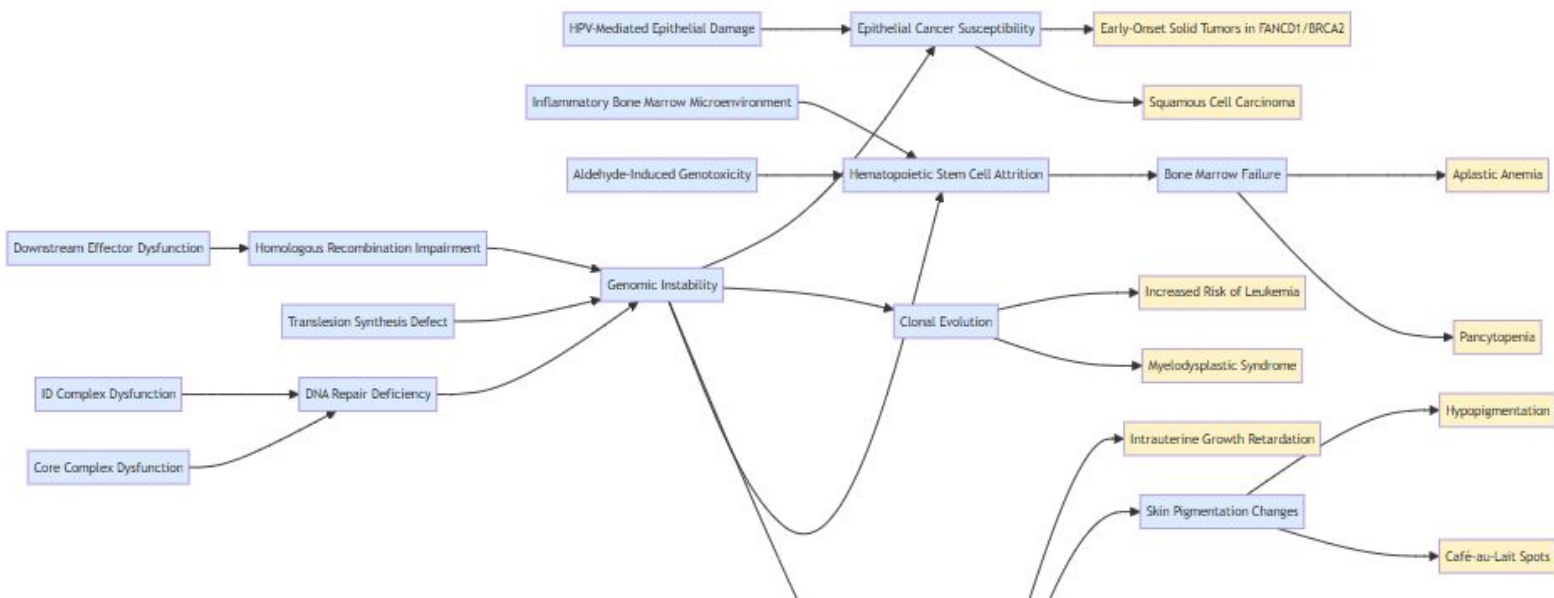 HPV-Mediated Epithelial Damage
Epithelial Cancer Susceptibility
Early-Onset Solid Tumors in FANCD1/BRCA2
Inflammatory Bone Marrow Microenvironment
Squamous Cell Carcinoma
Aldehyde-Induced Genotoxicity
Hematopoietic Stem Cell Attrition
Bone Marrow Failure
Aplastic Anemia
Downstream Effector Dysfunction
Homologous Recombination Impairment
Genomic Instability
Increased Risk of Leukemia
Translesion Synthesis Defect
Clonal Evolution
Pancytopenia
Myelodysplastic Syndrome
ID Complex Dysfunction
DNA Repair Deficiency
Hypopigmentation
Intrauterine Growth Retardation
Core Complex Dysfunction
Skin Pigmentation Changes
Café-au-Lait Spots